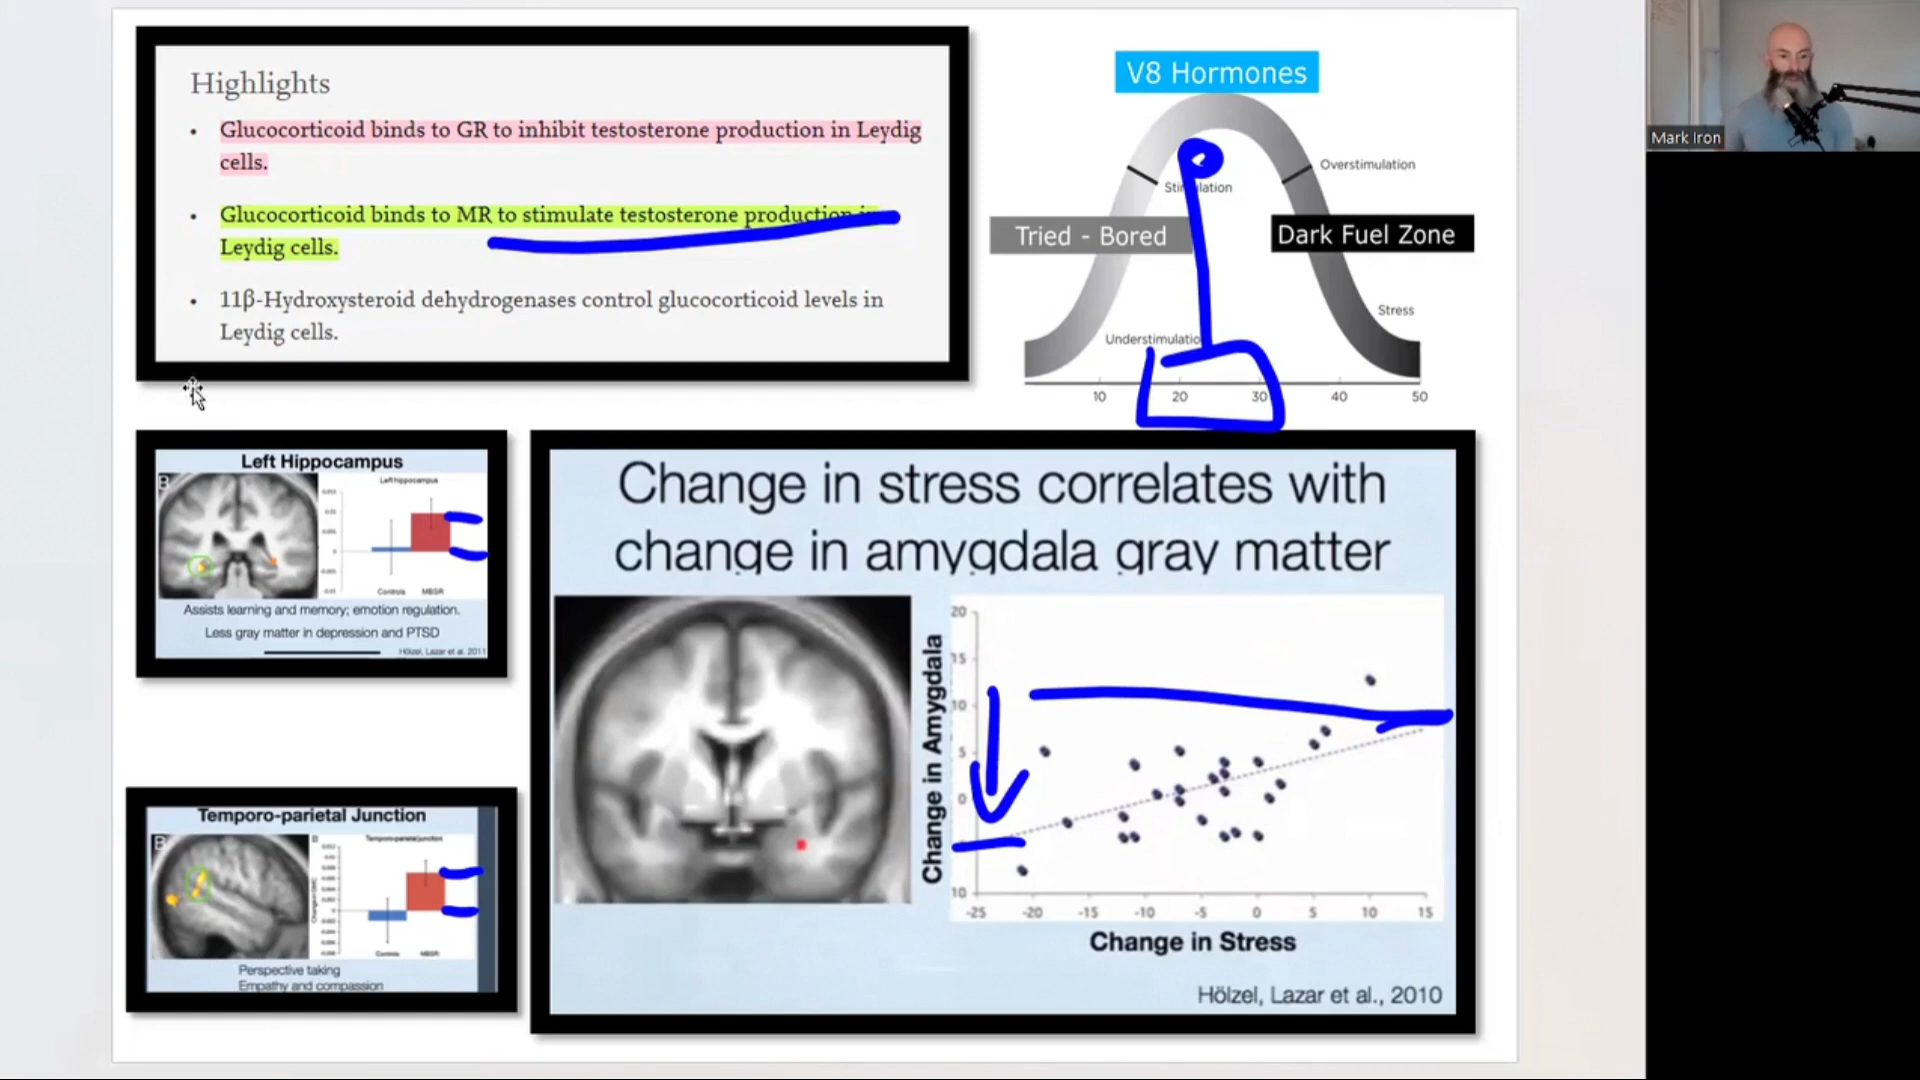 Highlights
• Glucocorticoid binds to GR to inhibit testosterone production in Leydig
cells.
• Glucocorticoid binds to MR to stimulate testosterone production in
Leydig cells.
• 11β-Hydroxysteroid dehydrogenases control glucocorticoid levels in
Leydig cells.
V8 Hormones
Overstimulation
Stimulation
Tried - Bored
Dark Fuel Zone
Stress
Understimulation
10 20 30 40 50
Mark Iron
Left Hippocampus
B
Left hippocampus
Controls MBSR
Assists learning and memory; emotion regulation.
Less gray matter in depression and PTSD
Hölzel, Lazar et al. 2011
Temporo-parietal Junction
B
Temporo-parietal junction
Controls MBSR
Perspective taking
Empathy and compassion
Change in stress correlates with
change in amygdala gray matter
Change in Amygdala
20
15
10
5
0
10
-25 -20 -15 -10 -5 0 5 10 15
Change in Stress
Hölzel, Lazar et al., 2010